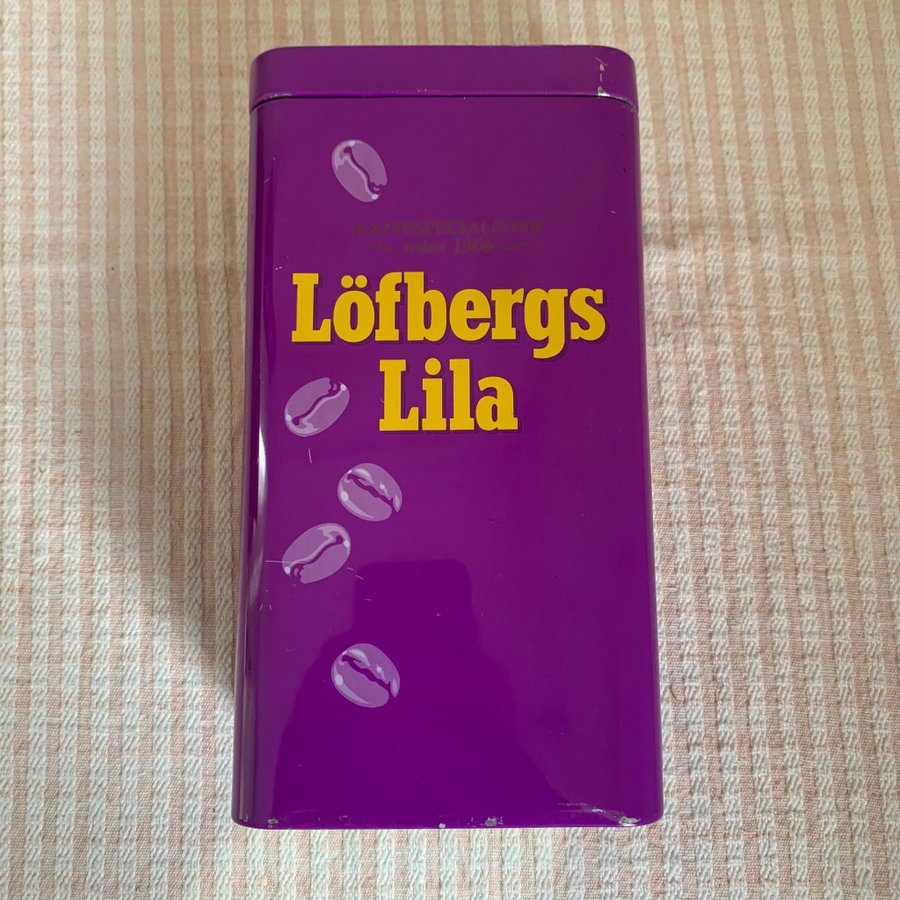 KAFFESPECIALISTER
sedan 1906
Löfbergs
Lila